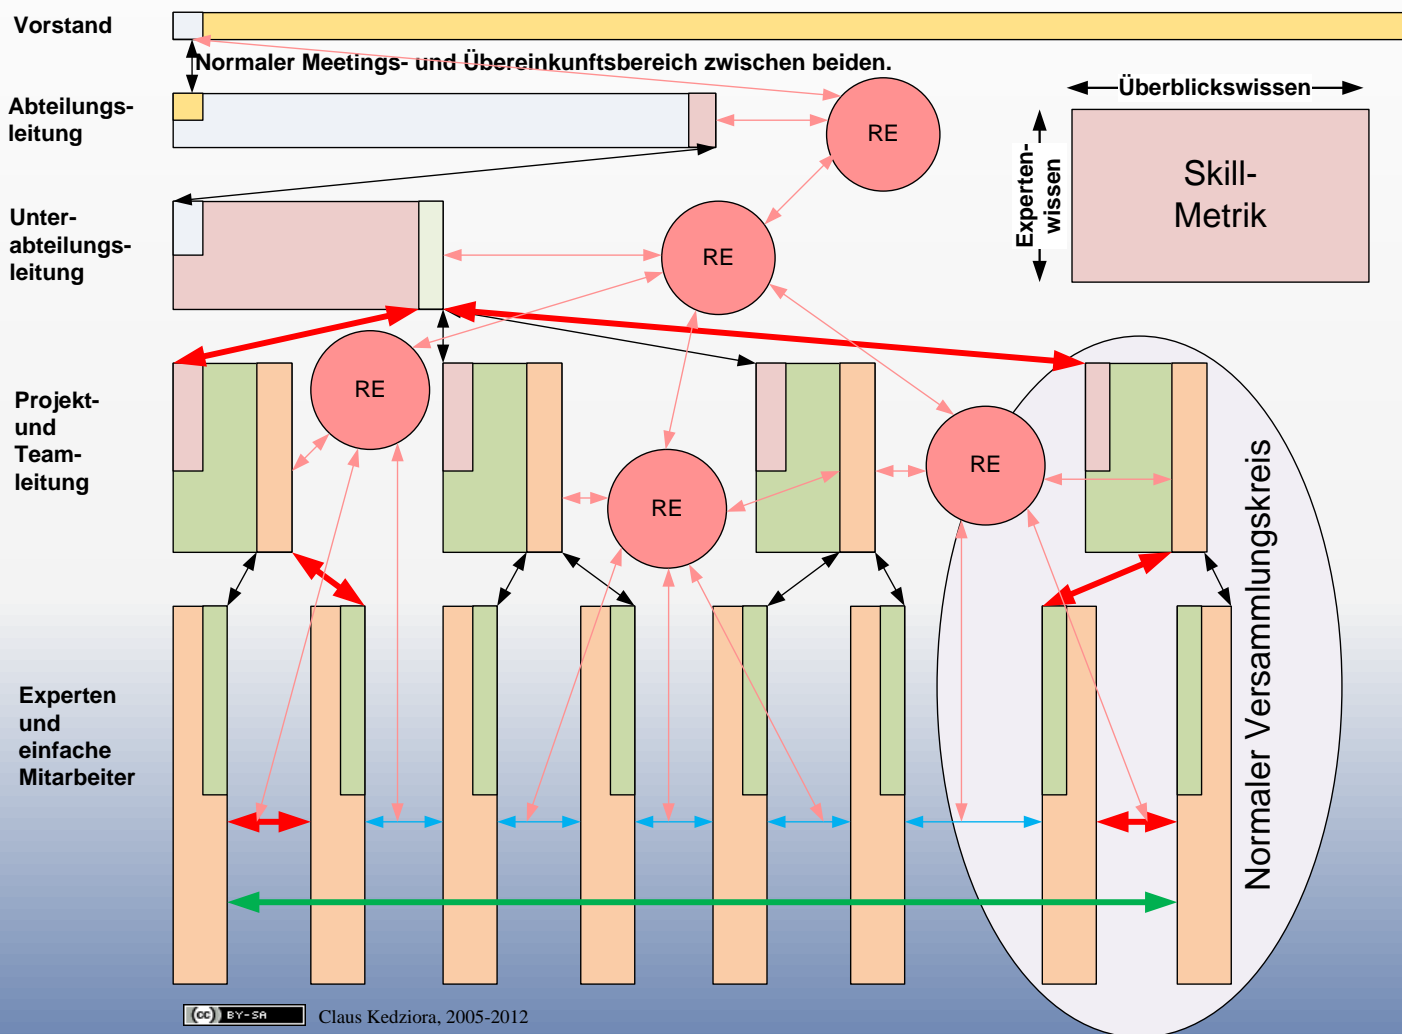 Vorstand
Normaler Meetings- und Übereinkunftsbereich zwischen beiden.
Abteilungs-
leitung
RE
Überblickswissen
Experten-
wissen
Skill-
Metrik
Unter-
abteilungs-
leitung
RE
Projekt-
und
Team-
leitung
RE
RE
RE
Normaler Versammlungskreis
Experten
und
einfache
Mitarbeiter
(cc) BY-SA
Claus Kedziora, 2005-2012